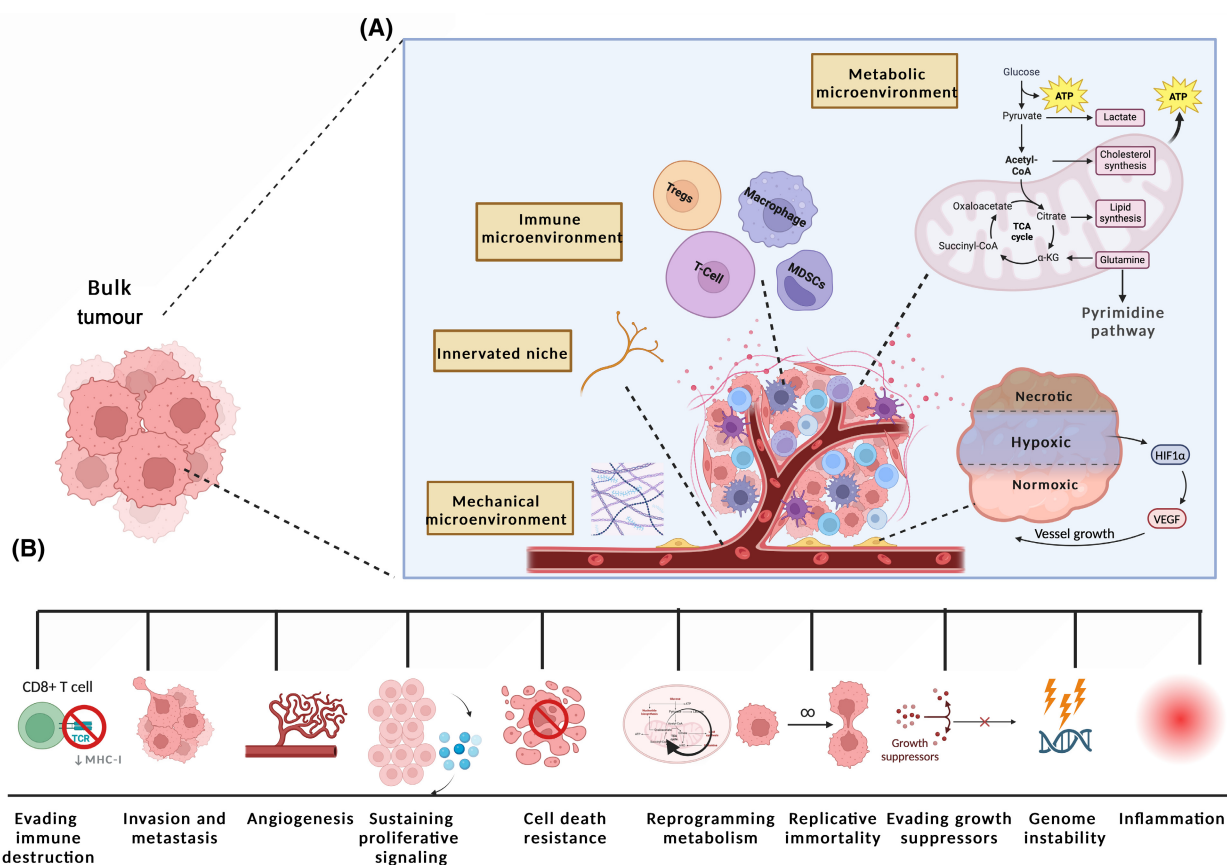 (A)
Metabolic
microenvironment
Glucose
ATP
ATP
Pyruvate
Lactate
Acetyl-
CoA
Cholesterol
synthesis
Oxaloacetate
Citrate
Lipid
synthesis
TCA
cycle
Succinyl-CoA
α-KG
Glutamine
Pyrimidine
pathway
Immune
microenvironment
Tregs
Macrophage
T-Cell
MDSCs
Bulk
tumour
Innervated niche
Mechanical
microenvironment
Necrotic
Hypoxic
Normoxic
HIF1α
VEGF
Vessel growth
(B)
CD8+ T cell
TCR
↓MHC-I
∞
Growth
suppressors
Evading
immune
destruction
Invasion and
metastasis
Angiogenesis
Sustaining
proliferative
signaling
Cell death
resistance
Reprogramming
metabolism
Replicative
immortality
Evading growth
suppressors
Genome
instability
Inflammation